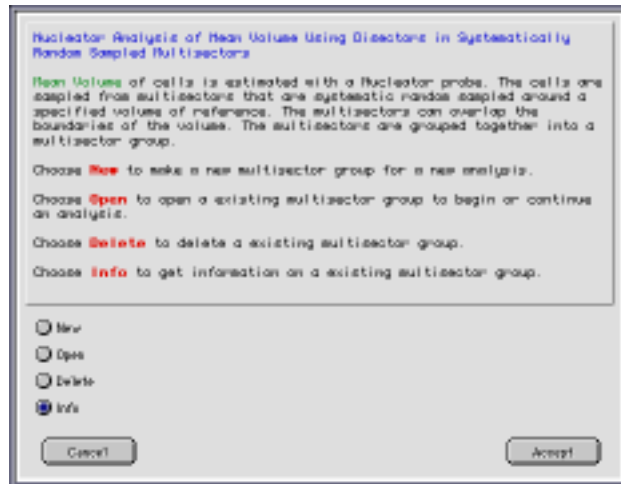 Nucleator Analysis of Mean Volume Using Disectors in Systematically
Random Sampled Multisectors
Mean Volume of cells is estimated with a Nucleator probe. The cells are
sampled from multisectors that are systematic random sampled around a
specified volume of reference. The multisectors can overlap the
boundaries of the volume. The multisectors are grouped together into a
multisector group.
Choose New to make a new multisector group for a new analysis.
Choose Open to open a existing multisector group to begin or continue
an analysis.
Choose Delete to delete a existing multisector group.
Choose Info to get information on a existing multisector group.
New
Open
Delete
Info
Cancel
Accept